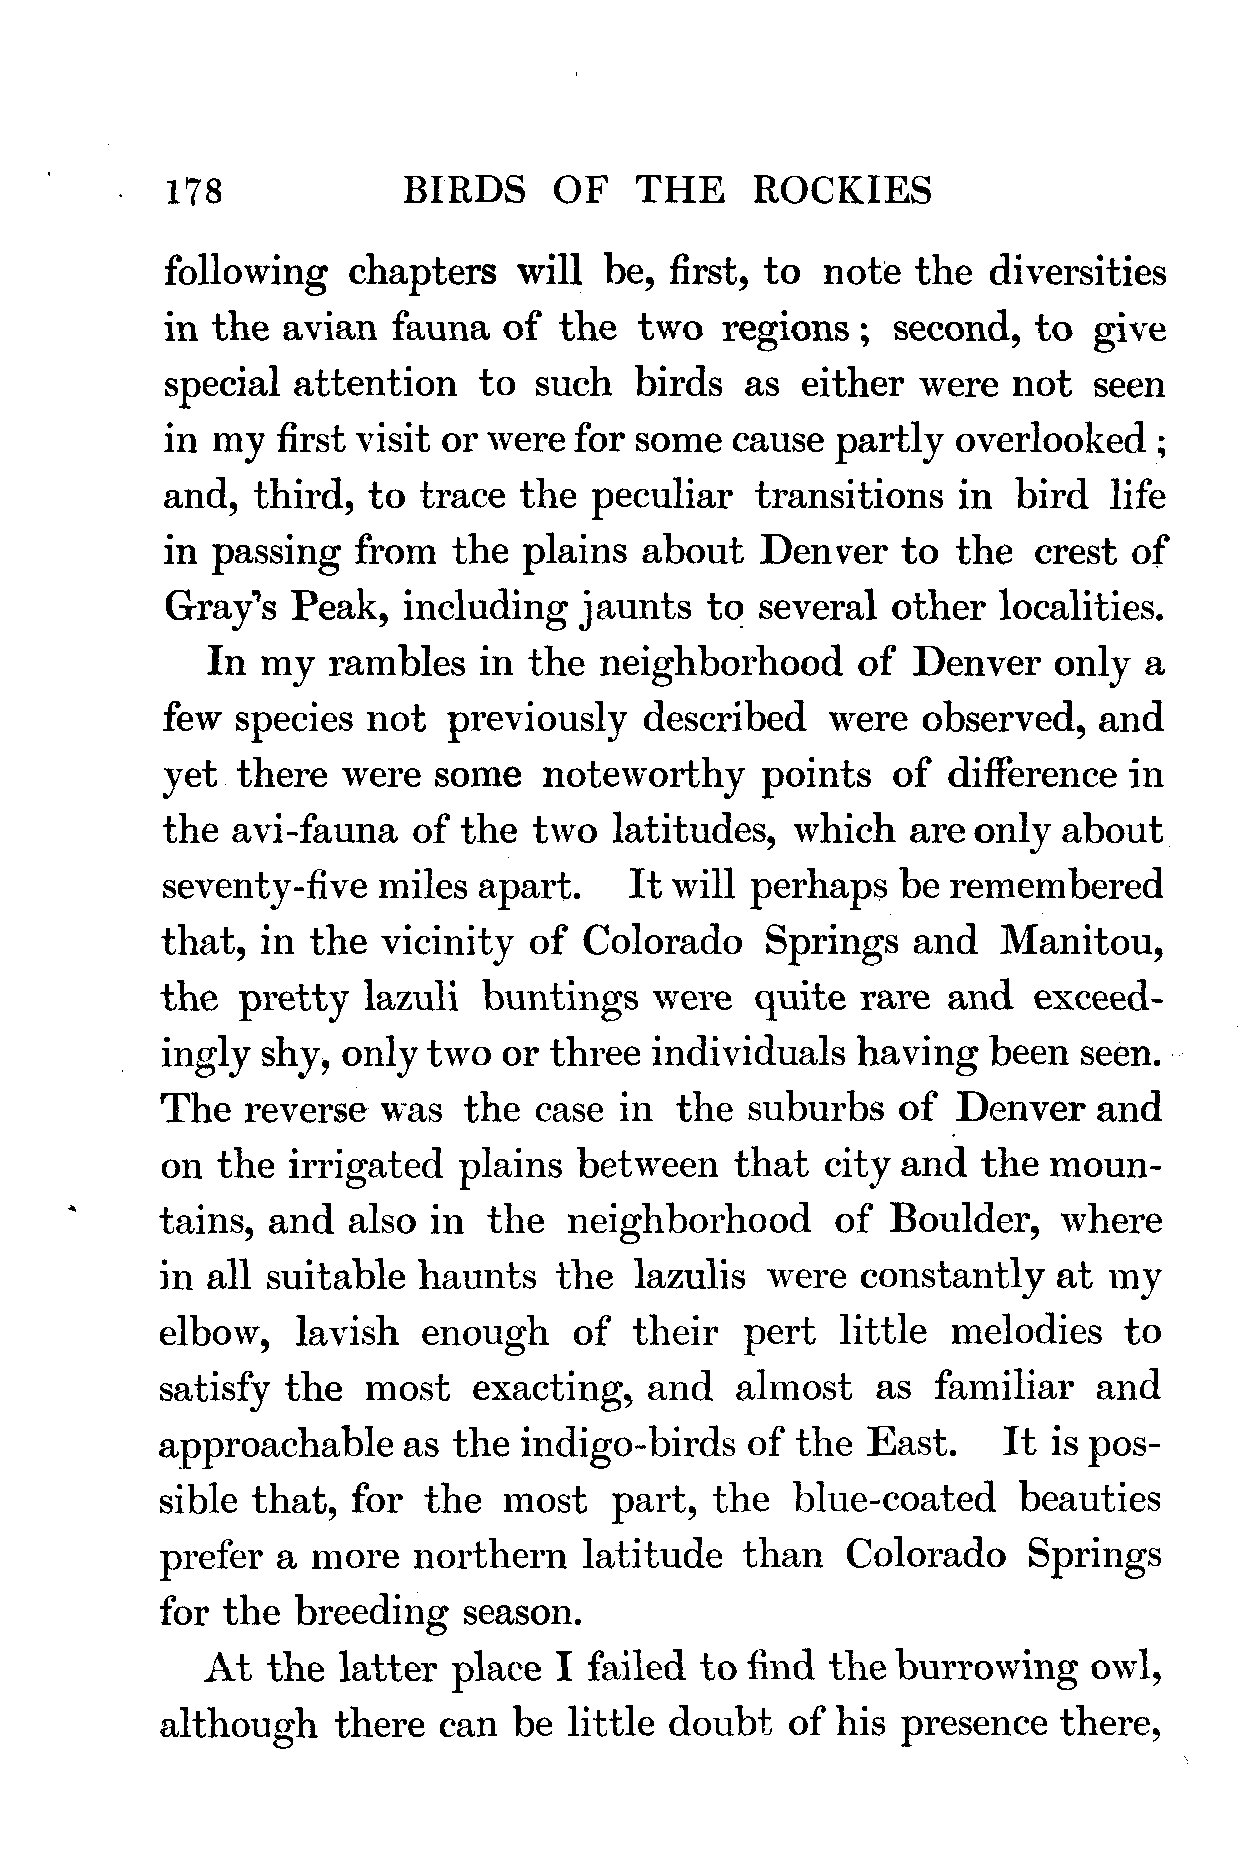 178 BIRDS OF THE ROCKIES
following chapters will be, first, to note the diversities
in the avian fauna of the two regions ; second, to give
special attention to such birds as either were not seen
in my first visit or were for some cause partly overlooked ;
and, third, to trace the peculiar transitions in bird life
in passing from the plains about Denver to the crest of
Gray's Peak, including jaunts to several other localities.
In my rambles in the neighborhood of Denver only a
few species not previously described were observed, and
yet there were some noteworthy points of difference in
the avi-fauna of the two latitudes, which are only about
seventy-five miles apart. It will perhaps be remembered
that, in the vicinity of Colorado Springs and Manitou,
the pretty lazuli buntings were quite rare and exceed-
ingly shy, only two or three individuals having been seen.
The reverse was the case in the suburbs of Denver and
on the irrigated plains between that city and the moun-
tains, and also in the neighborhood of Boulder, where
in all suitable haunts the lazulis were constantly at my
elbow, lavish enough of their pert little melodies to
satisfy the most exacting, and almost as familiar and
approachable as the indigo-birds of the East. It is pos-
sible that, for the most part, the blue-coated beauties
prefer a more northern latitude than Colorado Springs
for the breeding season.
At the latter place I failed to find the burrowing owl,
although there can be little doubt of his presence there,